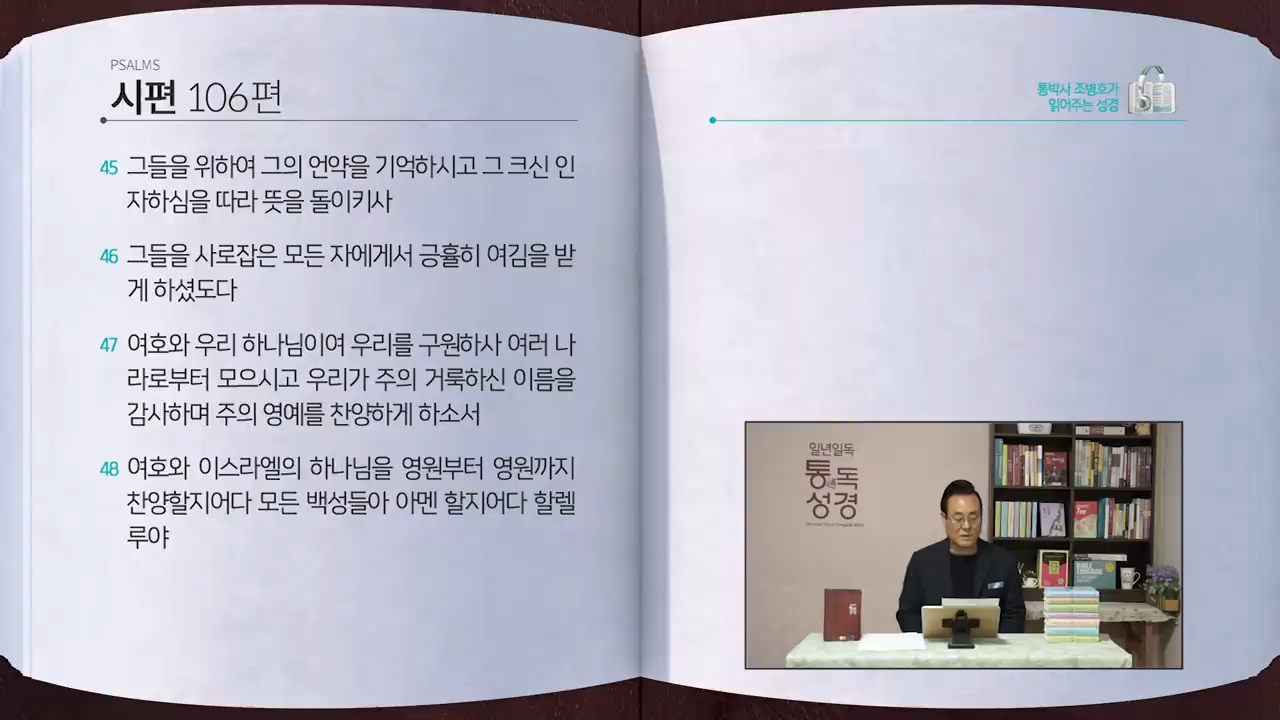 PSALMS
시편 106편
45 그들을 위하여 그의 언약을 기억하시고 그 크신 인
자하심을 따라 뜻을 돌이키사
46 그들을 사로잡은 모든 자에게서 긍휼히 여김을 받
게 하셨도다
47 여호와 우리 하나님이여 우리를 구원하사 여러 나
라로부터 모으시고 우리가 주의 거룩하신 이름을
감사하며 주의 영예를 찬양하게 하소서
48 여호와 이스라엘의 하나님을 영원부터 영원까지
찬양할지어다 모든 백성들아 아멘 할지어다 할렐
루야
통박사 조병호가
읽어주는 성경
일년일독
통독
성경